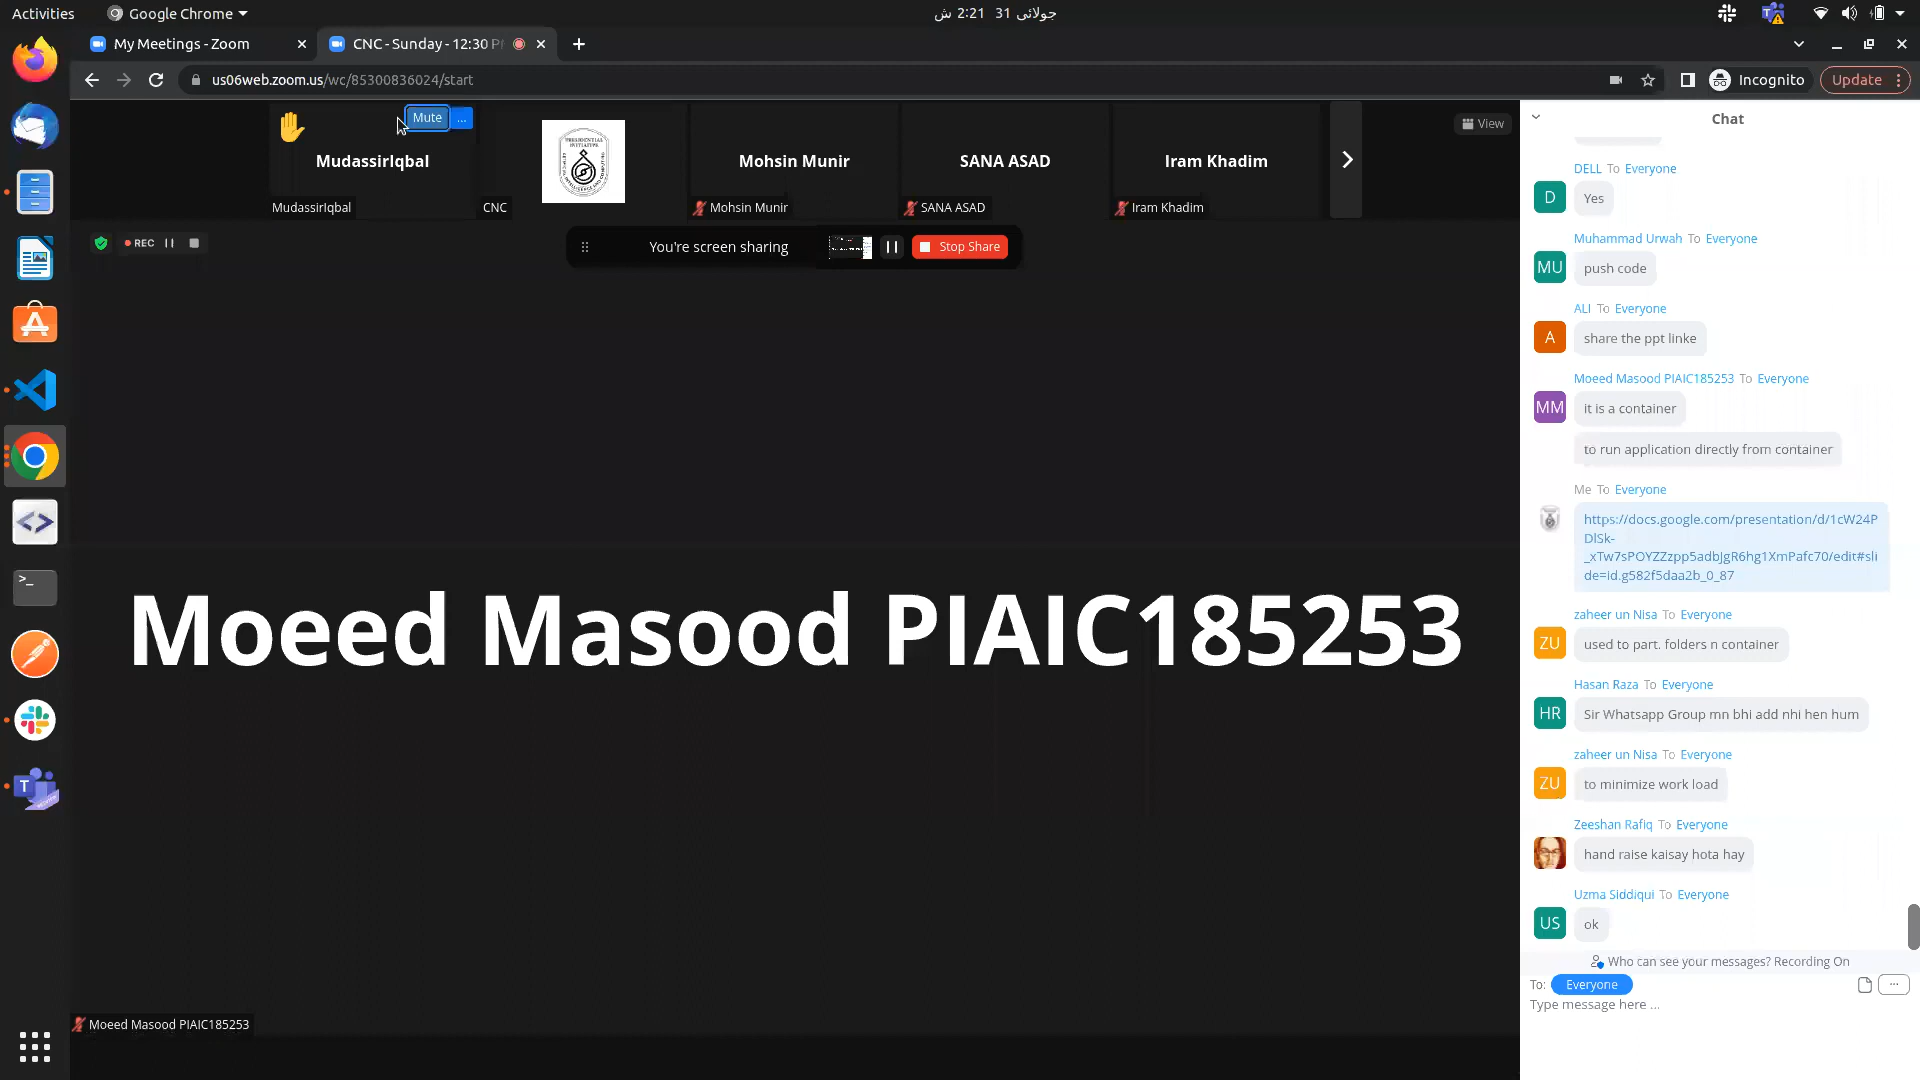 Activities
Google Chrome
جولائی 31 2:21 ش
My Meetings - Zoom
CNC - Sunday - 12:30 P
us06web.zoom.us/wc/85300836024/start
Incognito
Update
Mute
...
MudassirIqbal
MudassirIqbal
CNC
Mohsin Munir
Mohsin Munir
SANA ASAD
SANA ASAD
Iram Khadim
Iram Khadim
View
REC
You're screen sharing
Stop Share
Moeed Masood PIAIC185253
Moeed Masood PIAIC185253
Chat
DELL To Everyone
D
Yes
Muhammad Urwah To Everyone
MU
push code
ALI To Everyone
A
share the ppt linke
Moeed Masood PIAIC185253 To Everyone
MM
it is a container
to run application directly from container
Me To Everyone
https://docs.google.com/presentation/d/1cW24P
DlSk-
_xTw7sPOYZZzpp5adbJgR6hg1XmPafc70/edit#sli
de=id.g582f5daa2b_0_87
zaheer un Nisa To Everyone
ZU
used to part. folders n container
Hasan Raza To Everyone
HR
Sir Whatsapp Group mn bhi add nhi hen hum
zaheer un Nisa To Everyone
ZU
to minimize work load
Zeeshan Rafiq To Everyone
hand raise kaisay hota hay
Uzma Siddiqui To Everyone
US
ok
Who can see your messages? Recording On
To: Everyone
Type message here ...